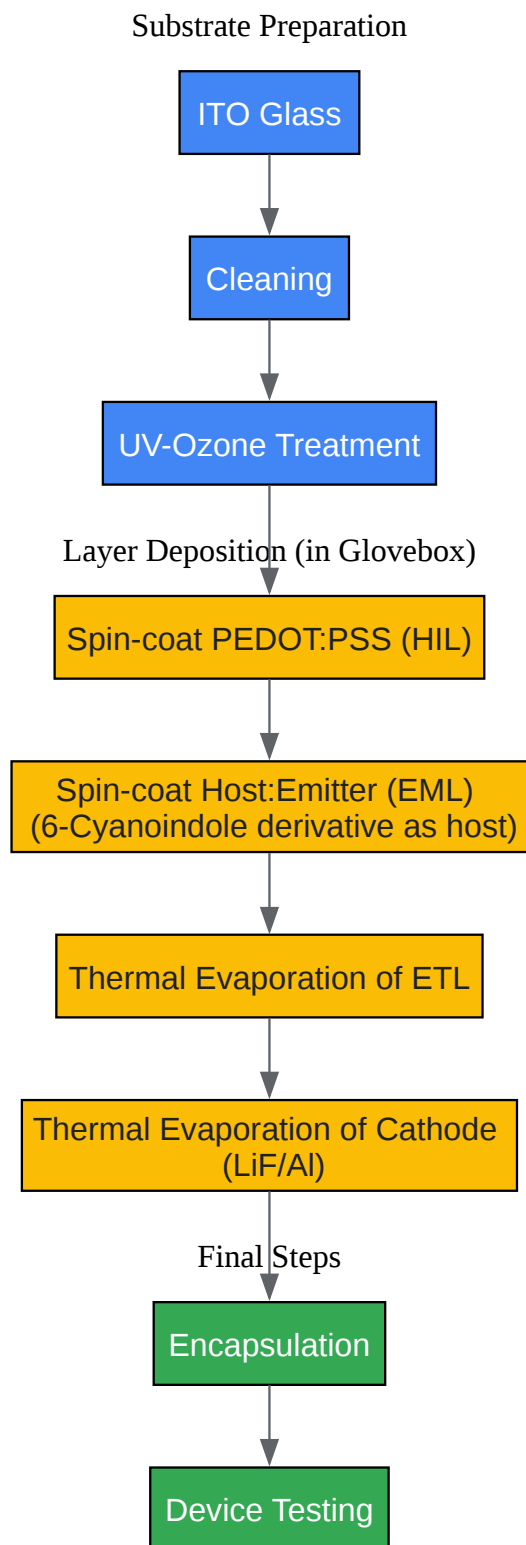 Substrate Preparation
ITO Glass
Cleaning
UV-Ozone Treatment
Layer Deposition (in Glovebox)
Spin-coat PEDOT:PSS (HIL)
Spin-coat Host:Emitter (EML)
(6-Cyanoindole derivative as host)
Thermal Evaporation of ETL
Thermal Evaporation of Cathode
(LiF/Al)
Final Steps
Encapsulation
Device Testing